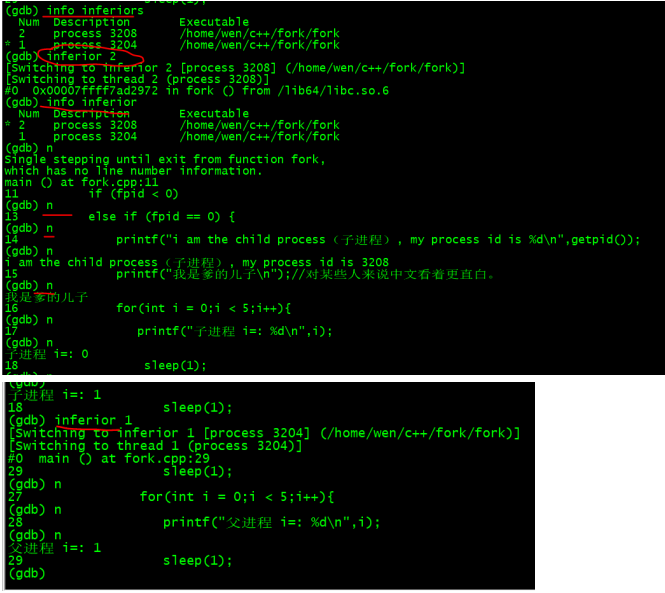 29                     sleep(1);
(gdb) info inferiors
  Num  Description       Executable
  2    process 3208      /home/wen/c++/fork/fork
* 1    process 3204      /home/wen/c++/fork/fork
(gdb) inferior 2
[Switching to inferior 2 [process 3208] (/home/wen/c++/fork/fork)]
[Switching to thread 2 (process 3208)]
#0  0x00007ffff7ad2972 in fork () from /lib64/libc.so.6
(gdb) info inferior
  Num  Description       Executable
* 2    process 3208      /home/wen/c++/fork/fork
  1    process 3204      /home/wen/c++/fork/fork
(gdb) n
Single stepping until exit from function fork,
which has no line number information.
main () at fork.cpp:11
11          if (fpid < 0)
(gdb) n
13          else if (fpid == 0) {
(gdb) n
14              printf("i am the child process（子进程）, my process id is %d\n",getpid());
(gdb) n
i am the child process（子进程）, my process id is 3208
15              printf("我是爹的儿子\n");//对某些人来说中文看着更直白。
(gdb) n
我是爹的儿子
16              for(int i = 0;i < 5;i++){
(gdb) n
17                 printf("子进程 i=: %d\n",i);
(gdb) n
子进程 i=: 0
18                  sleep(1);
(gdb)
(gdb)
子进程 i=: 1
18                     sleep(1);
(gdb) inferior 1
[Switching to inferior 1 [process 3204] (/home/wen/c++/fork/fork)]
[Switching to thread 1 (process 3204)]
#0  main () at fork.cpp:29
29                     sleep(1);
(gdb) n
27                  for(int i = 0;i < 5;i++){
(gdb) n
28                     printf("父进程 i=: %d\n",i);
(gdb) n
父进程 i=: 1
29                     sleep(1);
(gdb)